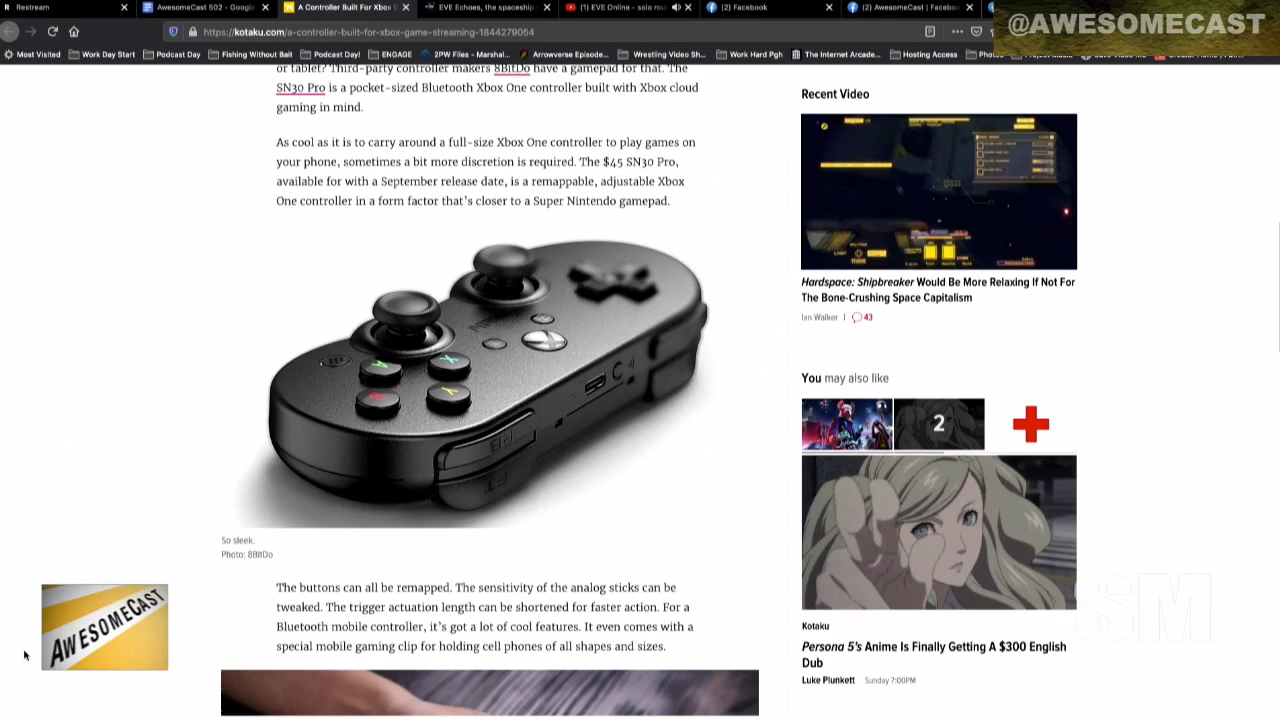 Restream
AwesomeCast 502 - Google
A Controller Built For Xbox G
EVE Echoes, the spaceship
(1) EVE Online - solo rou
(2) Facebook
(2) AwesomeCast | Faceboo
@AWESOMECAST
https://kotaku.com/a-controller-built-for-xbox-game-streaming-1844279054
Most Visited
Work Day Start
Podcast Day
Fishing Without Bait
Podcast Day!
ENGAGE
2PW Files - Marshal...
Arrowverse Episode...
Wrestling Video Sh...
Work Hard Pgh
The Internet Arcade...
Hosting Access
or tablet? Third-party controller makers 8BitDo have a gamepad for that. The
SN30 Pro is a pocket-sized Bluetooth Xbox One controller built with Xbox cloud
gaming in mind.
As cool as it is to carry around a full-size Xbox One controller to play games on
your phone, sometimes a bit more discretion is required. The $45 SN30 Pro,
available for with a September release date, is a remappable, adjustable Xbox
One controller in a form factor that's closer to a Super Nintendo gamepad.
A
X
B
Y
So sleek.
Photo: 8BitDo
The buttons can all be remapped. The sensitivity of the analog sticks can be
tweaked. The trigger actuation length can be shortened for faster action. For a
Bluetooth mobile controller, it's got a lot of cool features. It even comes with a
special mobile gaming clip for holding cell phones of all shapes and sizes.
AWESOMECAST
Recent Video
Hardspace: Shipbreaker Would Be More Relaxing If Not For
The Bone-Crushing Space Capitalism
Ian Walker | 43
You may also like
2
SM
Kotaku
Persona 5's Anime Is Finally Getting A $300 English
Dub
Luke Plunkett Sunday 7:00PM